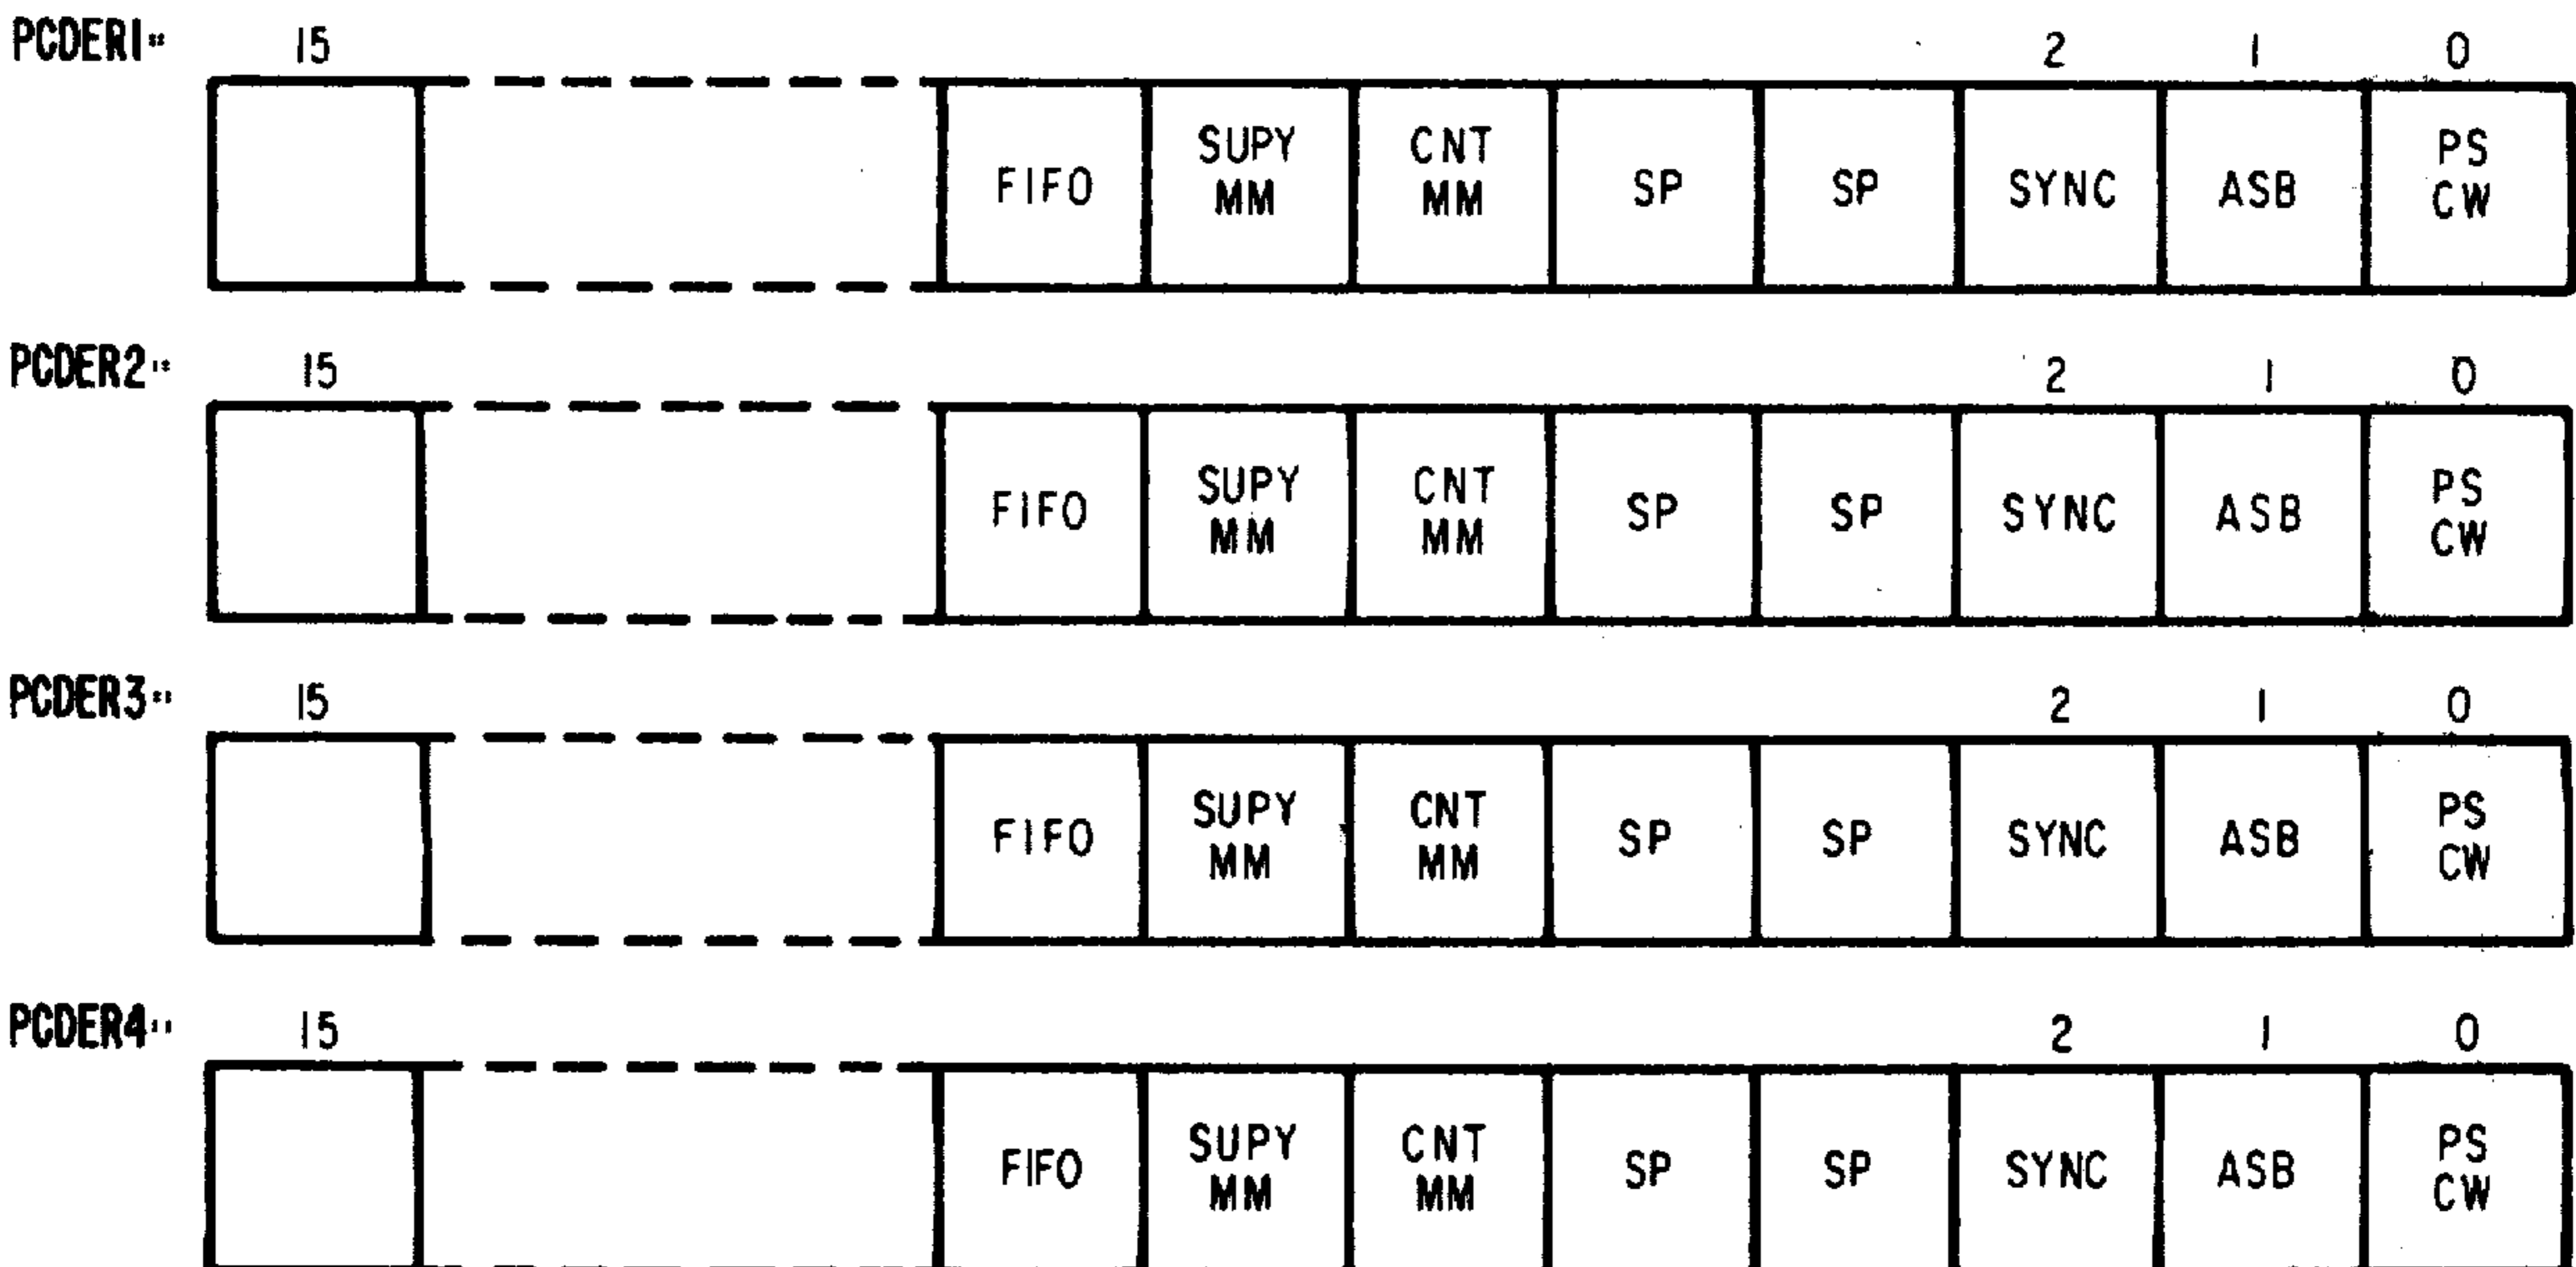 PCDER1" 15 2 1 0
FIFO SUPY MM CNT MM SP SP SYNC ASB PS CW
PCDER2" 15 2 1 0
FIFO SUPY MM CNT MM SP SP SYNC ASB PS CW
PCDER3" 15 2 1 0
FIFO SUPY MM CNT MM SP SP SYNC ASB PS CW
PCDER4" 15 2 1 0
FIFO SUPY MM CNT MM SP SP SYNC ASB PS CW